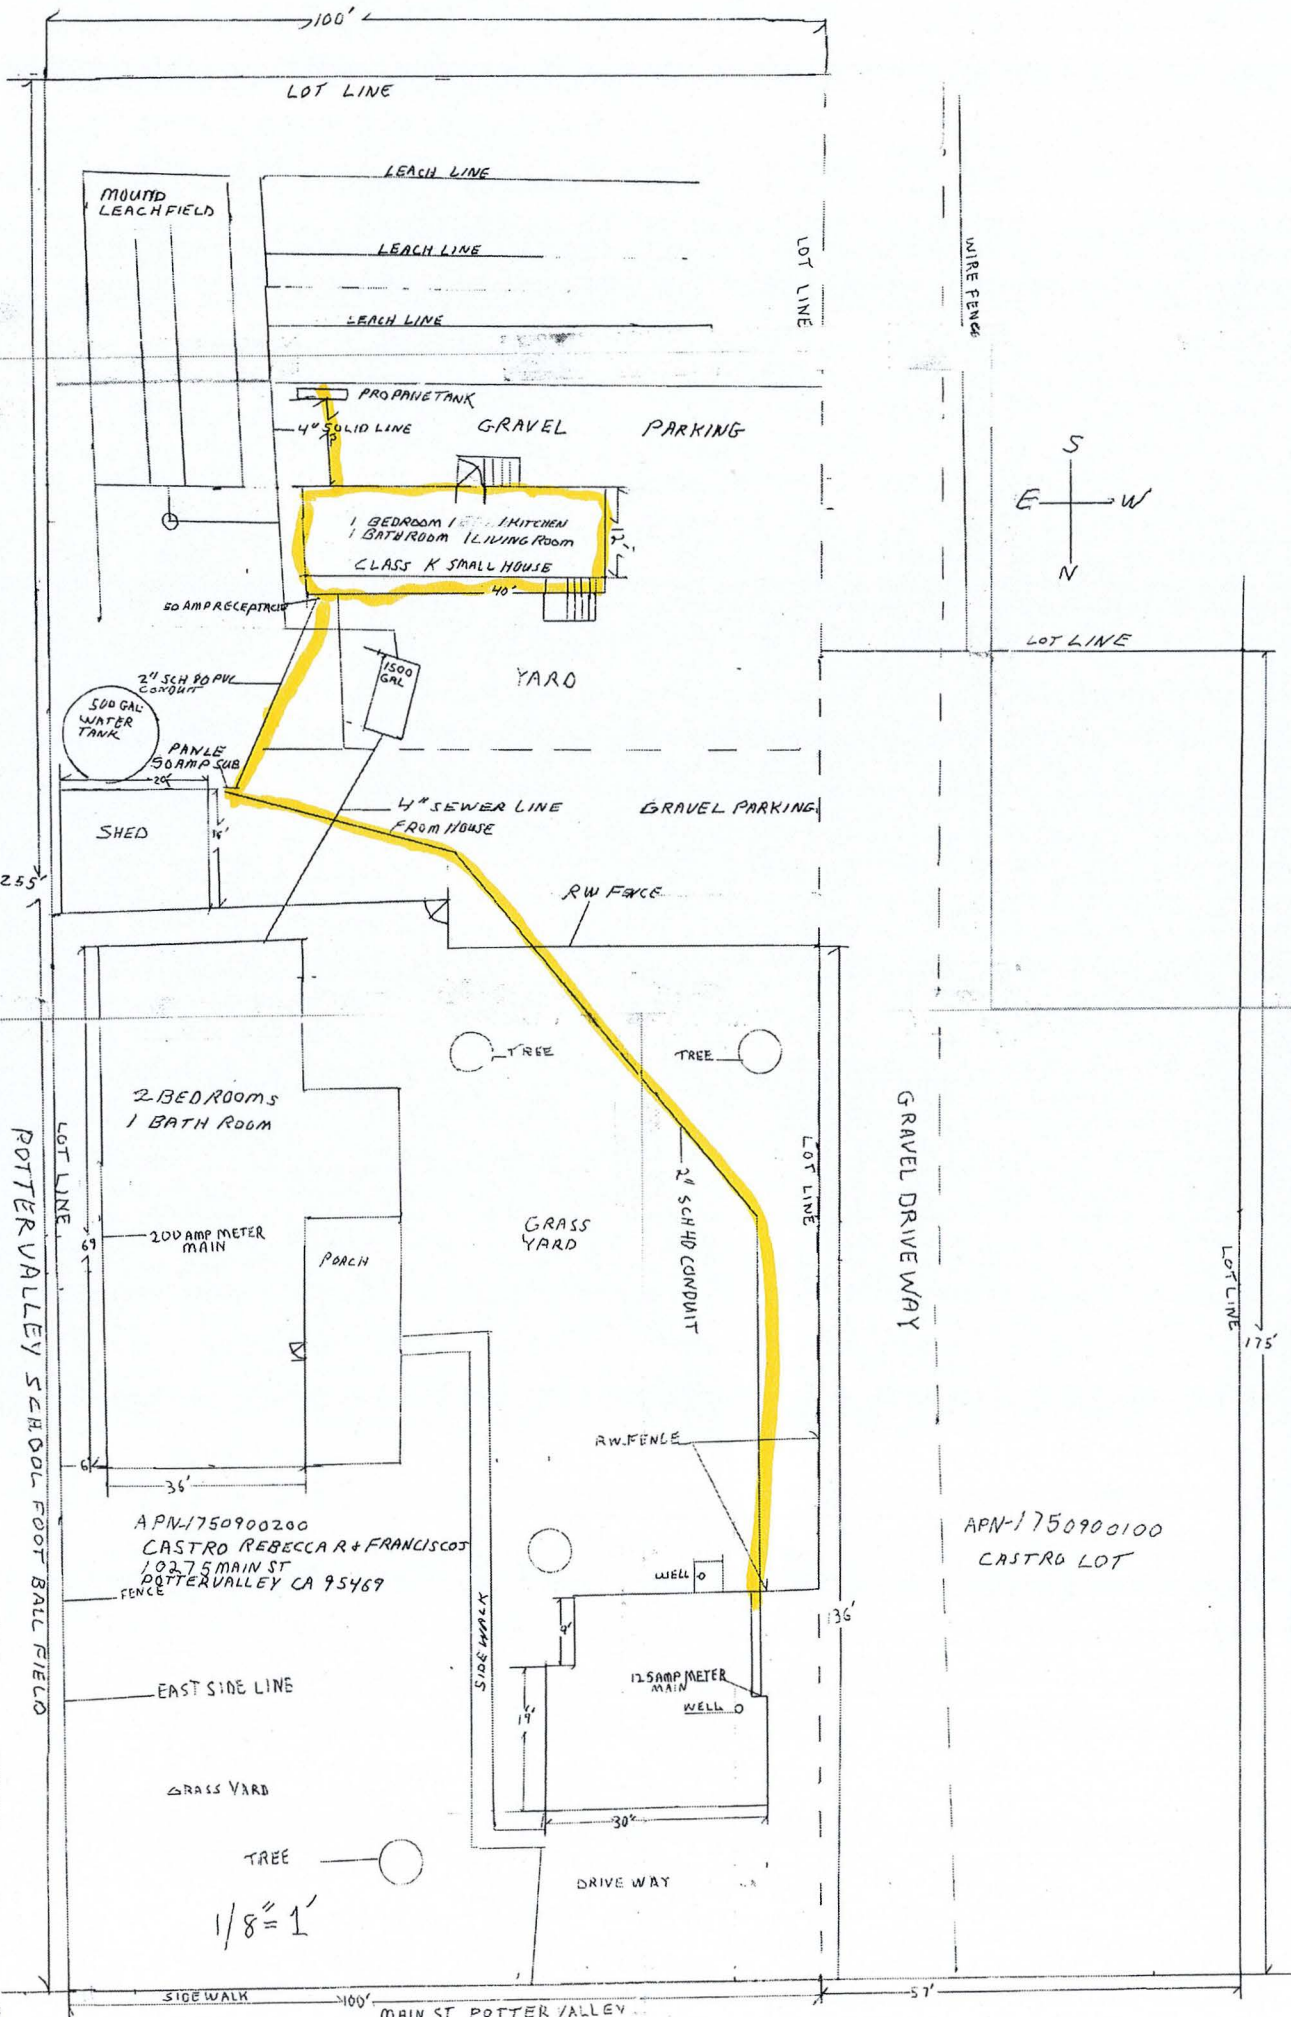 100'
LOT LINE
LEACH LINE
MOUND
LEACHFIELD
LEACH LINE
LOT LINE
WIRE FENCE
LEACH LINE
PROPANE TANK
4" SOLID LINE
GRAVEL PARKING
S
E W
N
1 BEDROOM 1 KITCHEN
1 BATHROOM 1 LIVING ROOM
CLASS K SMALL HOUSE
12'
40'
50 AMP RECEPTACLE
LOT LINE
1500
GAL
YARD
2" SCH 80 PVC
CONDUIT
500 GAL
WATER
TANK
PANLE
50 AMP SUB
20'
4" SEWER LINE
FROM HOUSE
GRAVEL PARKING
SHED
16'
255'
RW FENCE
TREE
TREE
2 BEDROOMS
1 BATH ROOM
LOT LINE
POTTER VALLEY SCHOOL FOOT BALL FIELD
LOT LINE
GRAVEL DRIVE WAY
2" SCH 40 CONDUIT
GRASS
YARD
200 AMP METER
MAIN
69
PORCH
LOT LINE
175'
RW.FENCE
6'
36'
APN-1750900200
CASTRO REBECCA R & FRANCISCO J
10275 MAIN ST
POTTER VALLEY CA 95469
FENCE
APN-1750900100
CASTRO LOT
WELL
136'
9'
SIDE WALK
EAST SIDE LINE
125 AMP METER
MAIN
WELL
19'
GRASS YARD
30'
TREE
DRIVE WAY
1/8" = 1'
SIDEWALK
100'
57'
MAIN ST POTTER VALLEY